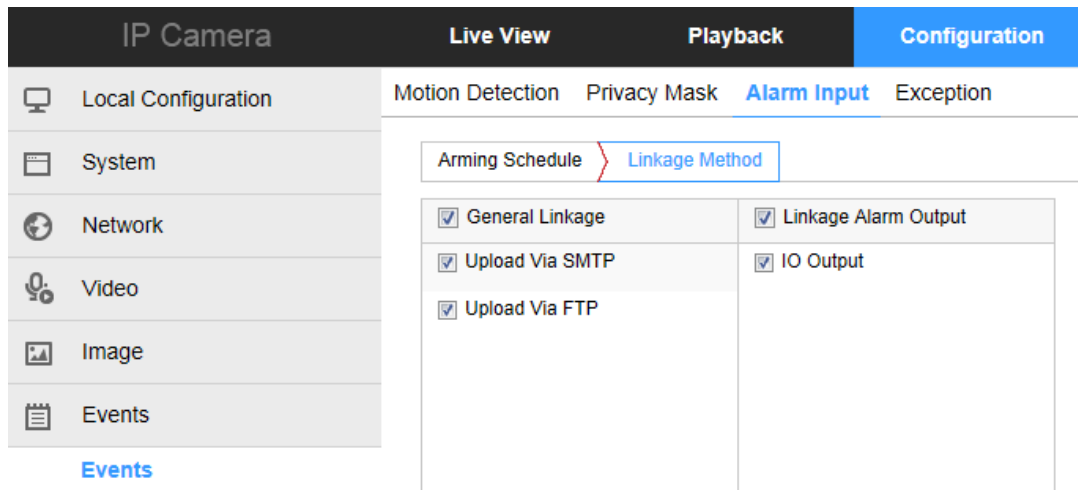 IP Camera Live View Playback Configuration
Local Configuration
System
Network
Video
Image
Events
Events
Motion Detection Privacy Mask Alarm Input Exception
Arming Schedule Linkage Method
General Linkage Linkage Alarm Output
Upload Via SMTP IO Output
Upload Via FTP